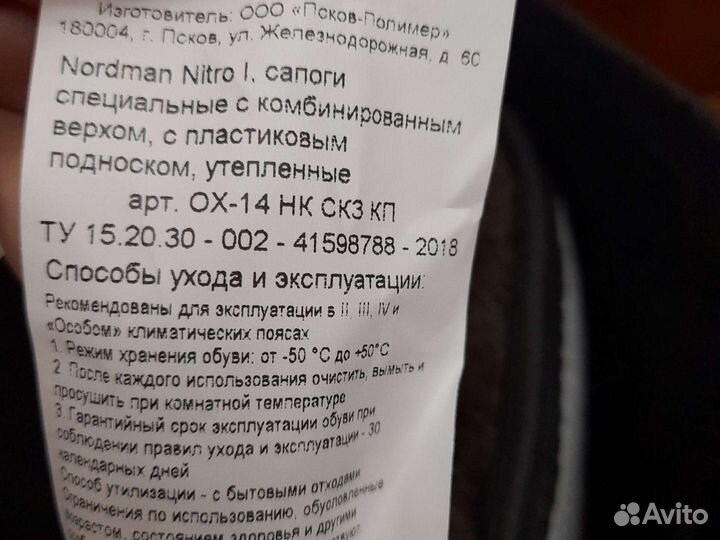 Изготовитель: ООО «Псков-Полимер»
180004, г. Псков, ул. Железнодорожная, д. 60
Nordman Nitro I, сапоги
специальные с комбинированным
верхом, с пластиковым
подноском, утепленные
арт. ОХ-14 НК СКЗ КП
ТУ 15.20.30 - 002 - 41598788 - 2018
Способы ухода и эксплуатации:
Рекомендованы для эксплуатации в II, III, IV и
«Особом» климатических поясах
1. Режим хранения обуви: от -50 °С до +50°С
2. После каждого использования очистить, вымыть и
просушить при комнатной температуре
3. Гарантийный срок эксплуатации обуви при
соблюдении правил ухода и эксплуатации - 30
календарных дней
Способ утилизации - с бытовыми отходами
Ограничения по использованию, обусловленные
возрастом, состоянием здоровья и другими
Avito